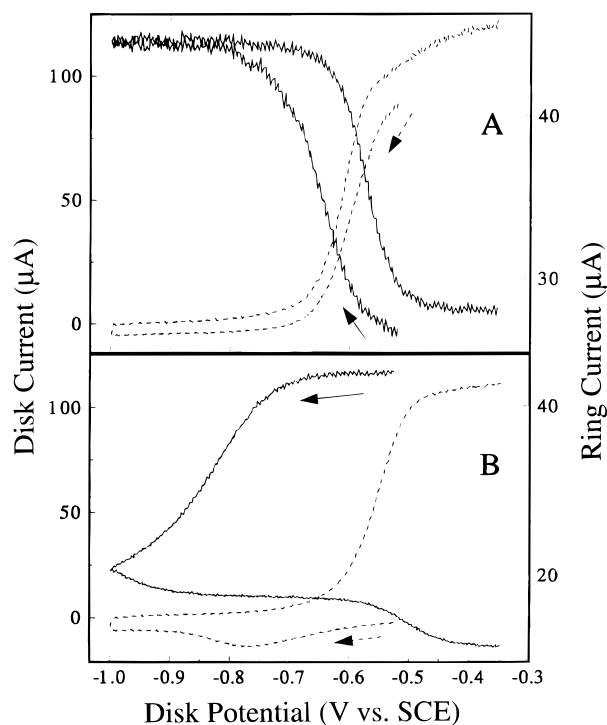 Disk Current (µA)
Ring Current (µA)
A
100
50
0
40
30
B
100
50
0
40
20
-1.0 -0.9 -0.8 -0.7 -0.6 -0.5 -0.4 -0.3
Disk Potential (V vs. SCE)